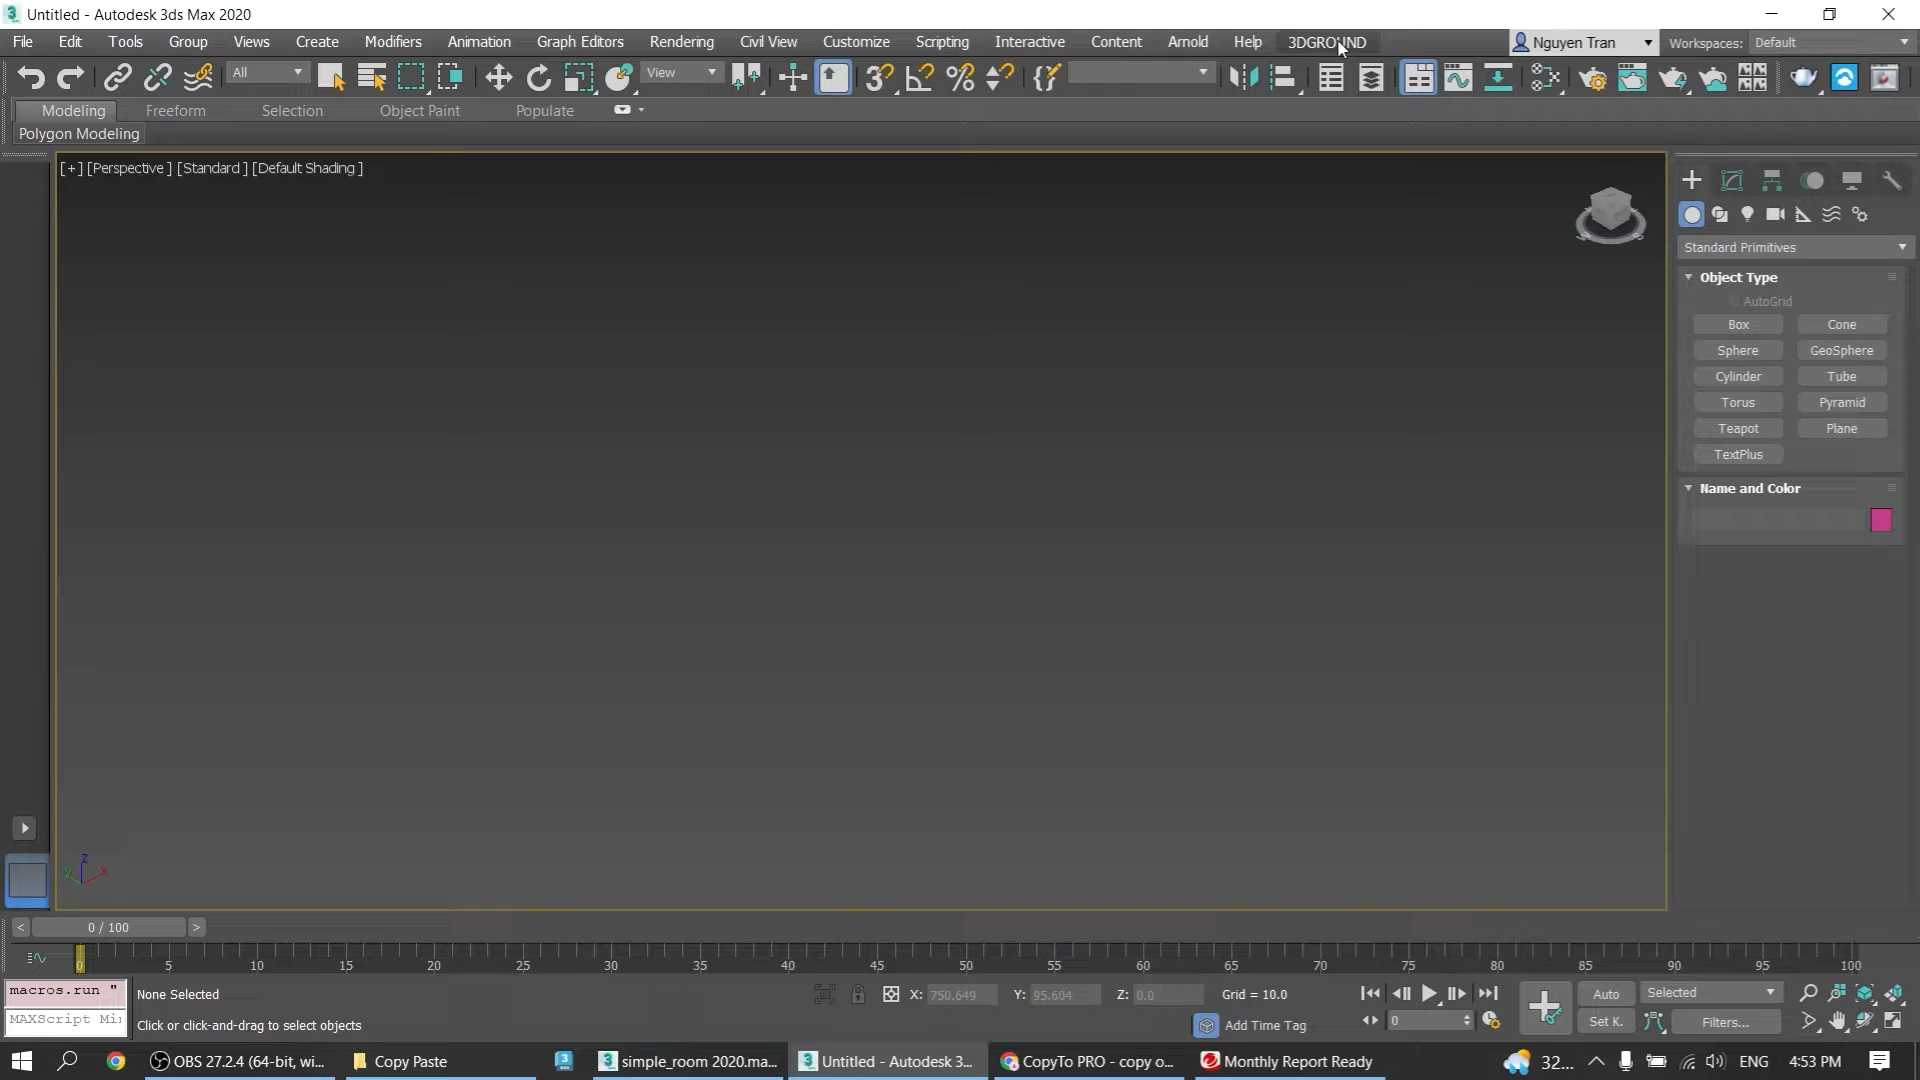 Untitled - Autodesk 3ds Max 2020
File Edit Tools Group Views Create Modifiers Animation Graph Editors Rendering Civil View Customize Scripting Interactive Content Arnold Help 3DGROUND Nguyen Tran Workspaces: Default
All View
Modeling Freeform Selection Object Paint Populate
Polygon Modeling
[+] [Perspective ] [Standard ] [Default Shading ]
Standard Primitives
Object Type
AutoGrid
Box Cone
Sphere GeoSphere
Cylinder Tube
Torus Pyramid
Teapot Plane
TextPlus
Name and Color
z
x
< 0 / 100 >
0 5 10 15 20 25 30 35 40 45 50 55 60 65 70 75 80 85 90 95 100
macros.run " None Selected X: 750.649 Y: 95.604 Z: 0.0 Grid = 10.0 Auto Selected
MAXScript Mi Click or click-and-drag to select objects Add Time Tag 0 Set K. Filters...
OBS 27.2.4 (64-bit, wi... Copy Paste simple_room 2020.ma... Untitled - Autodesk 3... CopyTo PRO - copy o... Monthly Report Ready 32... ENG 4:53 PM